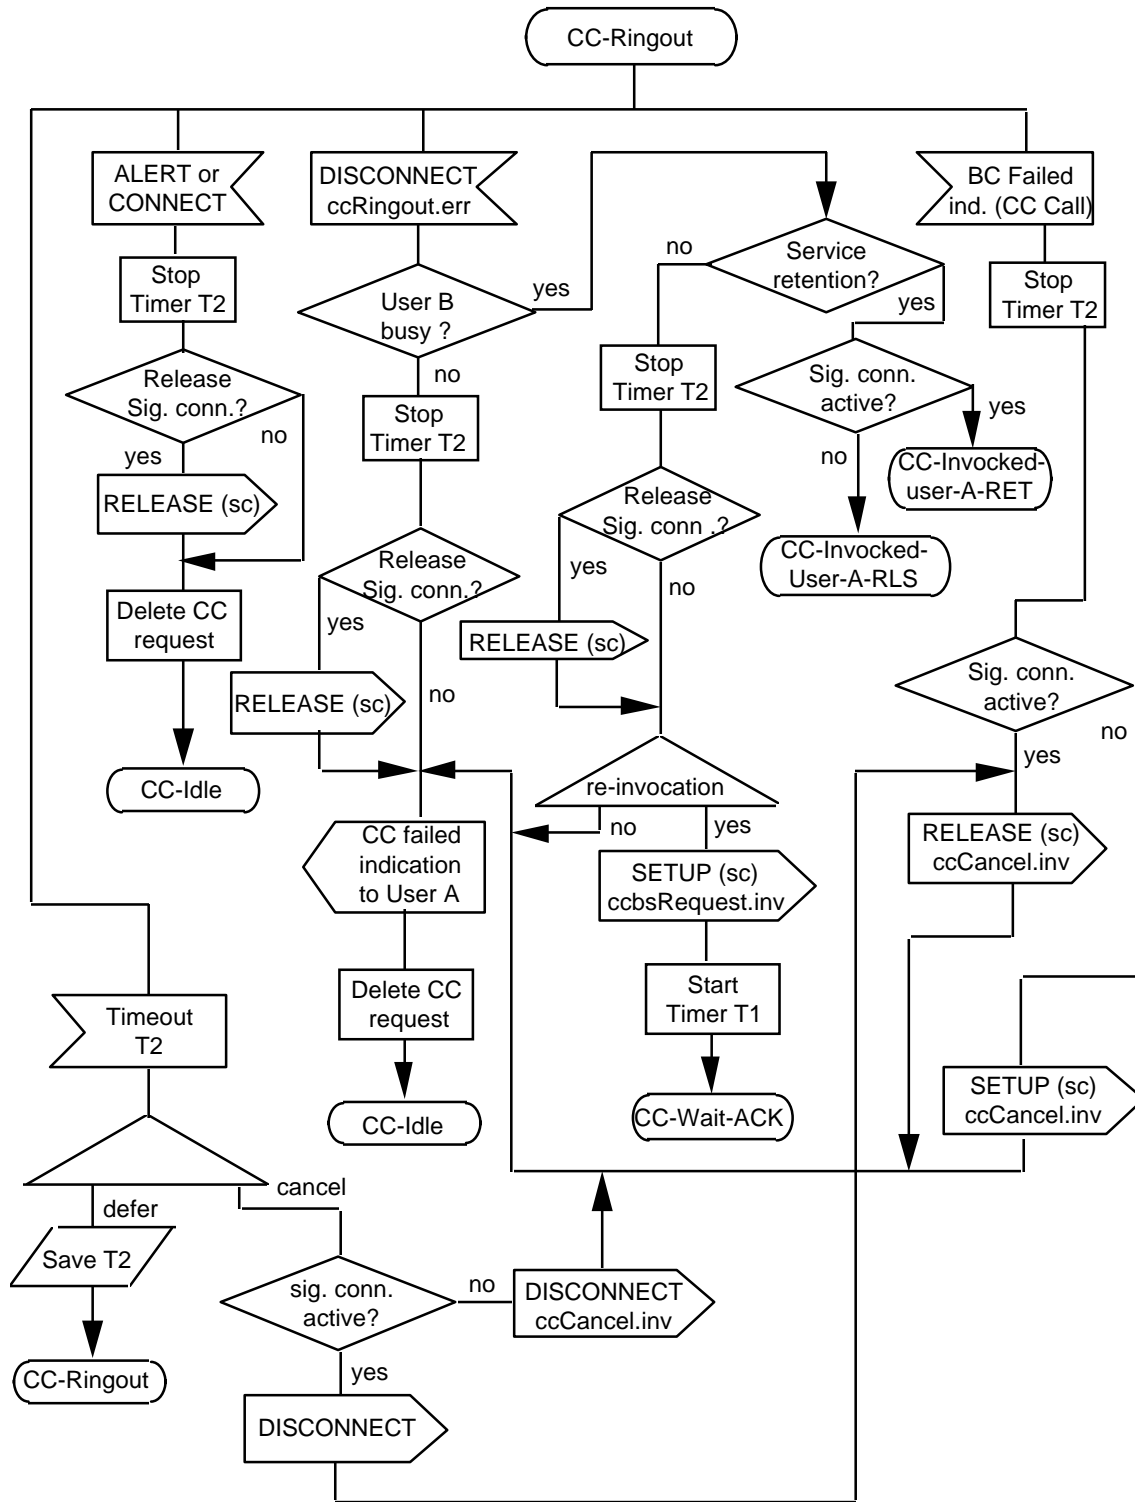 CC-Ringout
ALERT or
CONNECT
DISCONNECT
ccRingout.err
BC Failed
ind. (CC Call)
Stop
Timer T2
User B
busy ?
yes
no
Service
retention?
yes
Stop
Timer T2
Release
Sig. conn.?
no
yes
no
Stop
Timer T2
Stop
Timer T2
Sig. conn.
active?
yes
no
RELEASE (sc)
CC-Invocked-
user-A-RET
Release
Sig. conn.?
Release
Sig. conn .?
CC-Invocked-
User-A-RLS
Delete CC
request
yes
no
yes
no
RELEASE (sc)
RELEASE (sc)
Sig. conn.
active?
no
yes
CC-Idle
re-invocation
no
yes
CC failed
indication
to User A
SETUP (sc)
ccbsRequest.inv
RELEASE (sc)
ccCancel.inv
Delete CC
request
Start
Timer T1
Timeout
T2
SETUP (sc)
ccCancel.inv
CC-Idle
CC-Wait-ACK
cancel
defer
Save T2
sig. conn.
active?
no
DISCONNECT
ccCancel.inv
yes
CC-Ringout
DISCONNECT